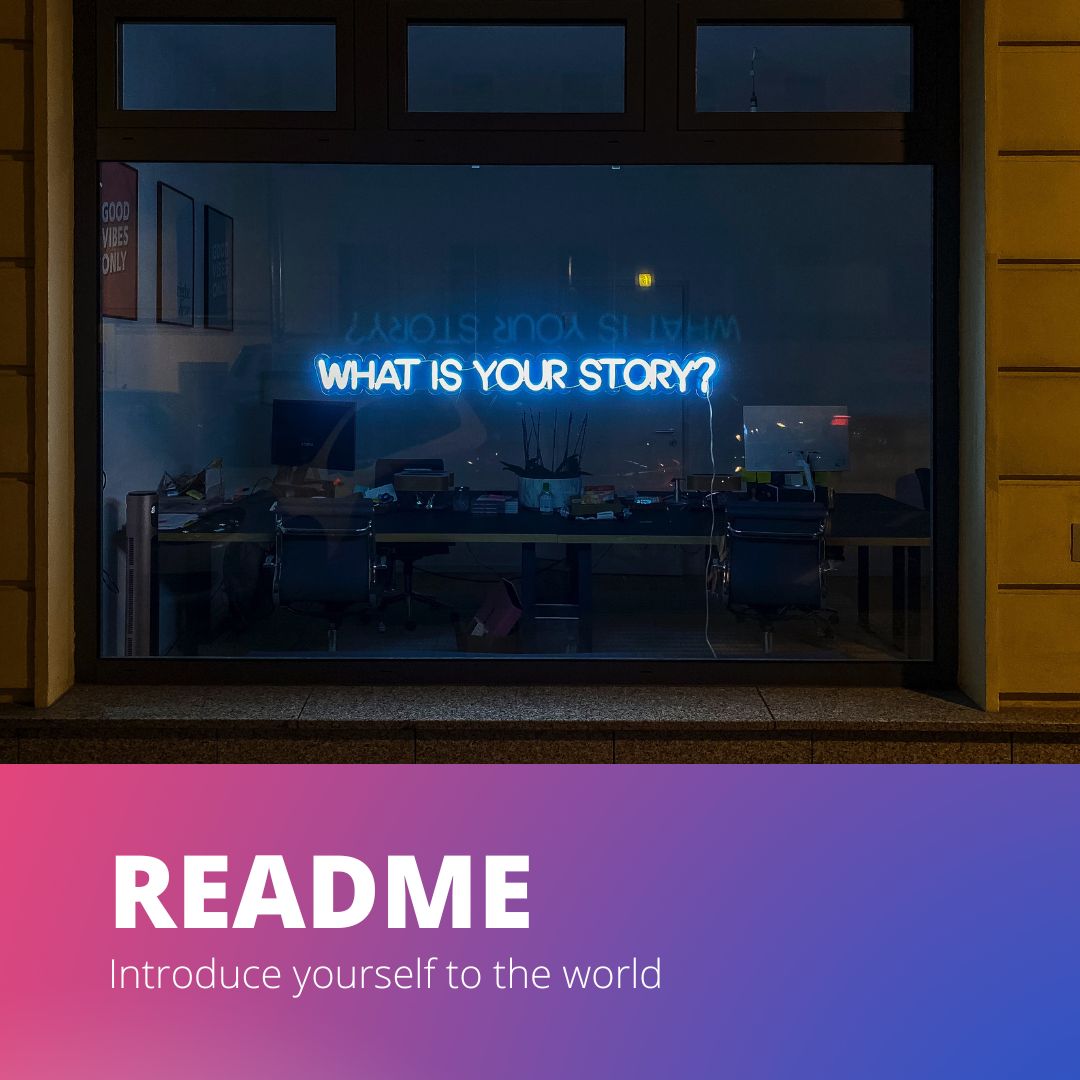 GOOD
VIBES
ONLY
GOOD
VIBES
ONLY
WHAT IS YOUR STORY?
WHAT IS YOUR STORY?
README
Introduce yourself to the world